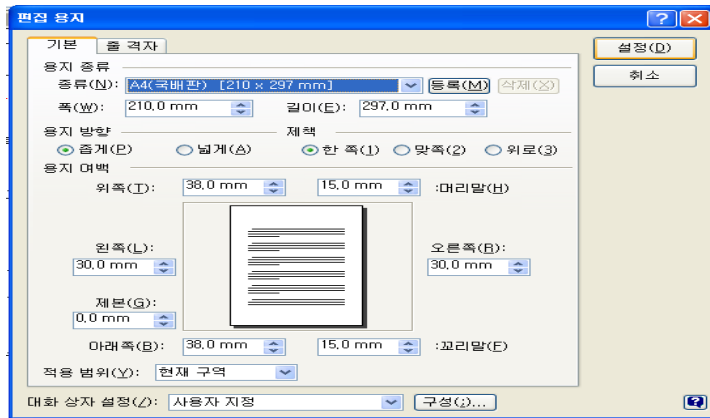 편집 용지
기본 줄 격자
설정(D)
취소
용지 종류
종류(N): A4(국배판) [210 x 297 mm] 등록(M) 삭제(X)
폭(W): 210,0 mm 길이(E): 297,0 mm
용지 방향 제책
좁게(P) 넓게(A) 한 쪽(1) 맞쪽(2) 위로(3)
용지 여백
위쪽(T): 38,0 mm 15,0 mm :머리말(H)
왼쪽(L): 오른쪽(R):
30,0 mm 30,0 mm
제본(G):
0,0 mm
아래쪽(B): 38,0 mm 15,0 mm :꼬리말(F)
적용 범위(Y): 현재 구역
대화 상자 설정(/): 사용자 지정 구성(;)...